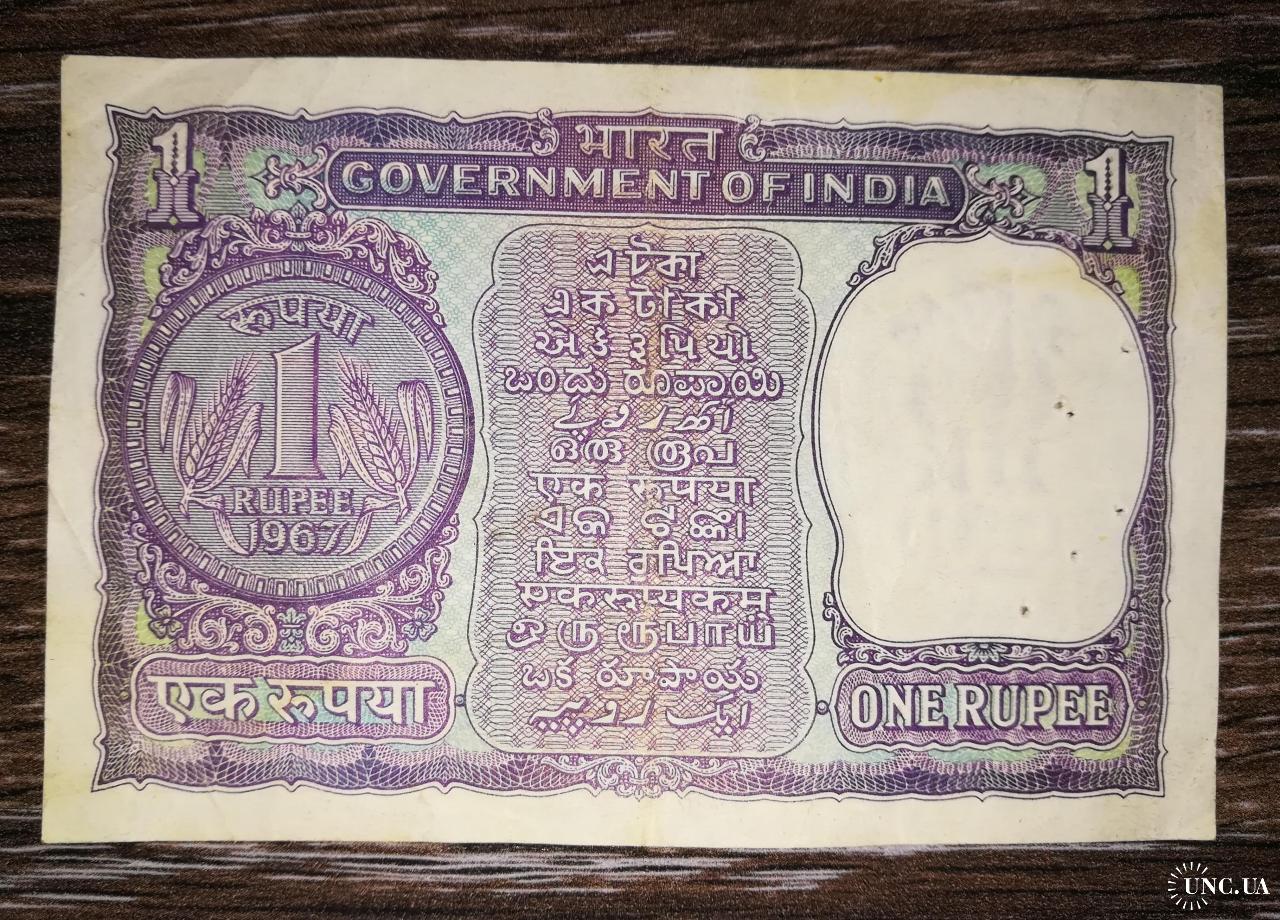 भारत
1 GOVERNMENT OF INDIA 1
रुपया
1
RUPEE
1967
এ টকা
এক টাকা
એક રૂપિયો
ಒಂದು ರೂಪಾಯಿ
ഒരു രൂപ
एक रुपया
ଏକ ଟଙ୍କା
ਇਕ ਰੁਪਿਆ
एकरूप्यकम्
ஒரு ரூபாய்
ఒక రూపాయి
ایک روپیہ
एक रुपया
ONE RUPEE
UNC.UA